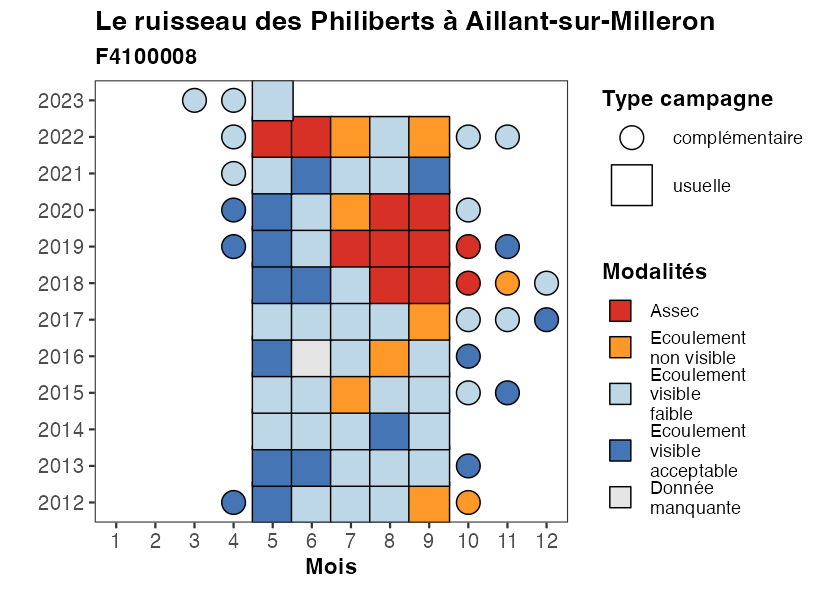 Le ruisseau des Philiberts à Aillant-sur-Milleron
F4100008
2023
2022
2021
2020
2019
2018
2017
2016
2015
2014
2013
2012
1 2 3 4 5 6 7 8 9 10 11 12
Mois
Type campagne
complémentaire
usuelle
Modalités
Assec
Ecoulement
non visible
Ecoulement
visible
faible
Ecoulement
visible
acceptable
Donnée
manquante